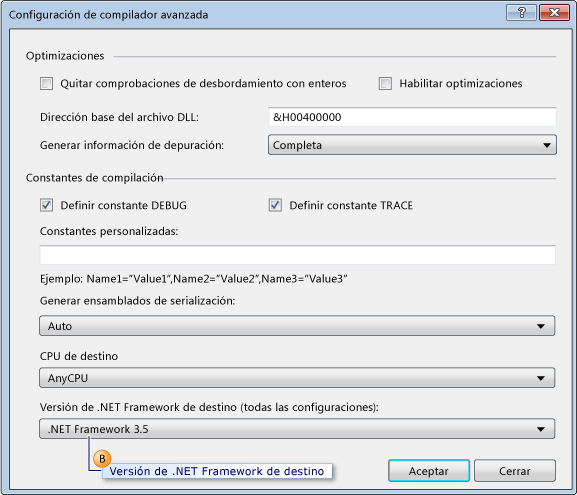 Configuración de compilador avanzada
?
Optimizaciones
Quitar comprobaciones de desbordamiento con enteros
Habilitar optimizaciones
Dirección base del archivo DLL:
&H00400000
Generar información de depuración:
Completa
Constantes de compilación
Definir constante DEBUG
Definir constante TRACE
Constantes personalizadas:
Ejemplo: Name1="Value1",Name2="Value2",Name3="Value3"
Generar ensamblados de serialización:
Auto
CPU de destino
AnyCPU
Versión de .NET Framework de destino (todas las configuraciones):
.NET Framework 3.5
B
Versión de .NET Framework de destino
Aceptar
Cerrar